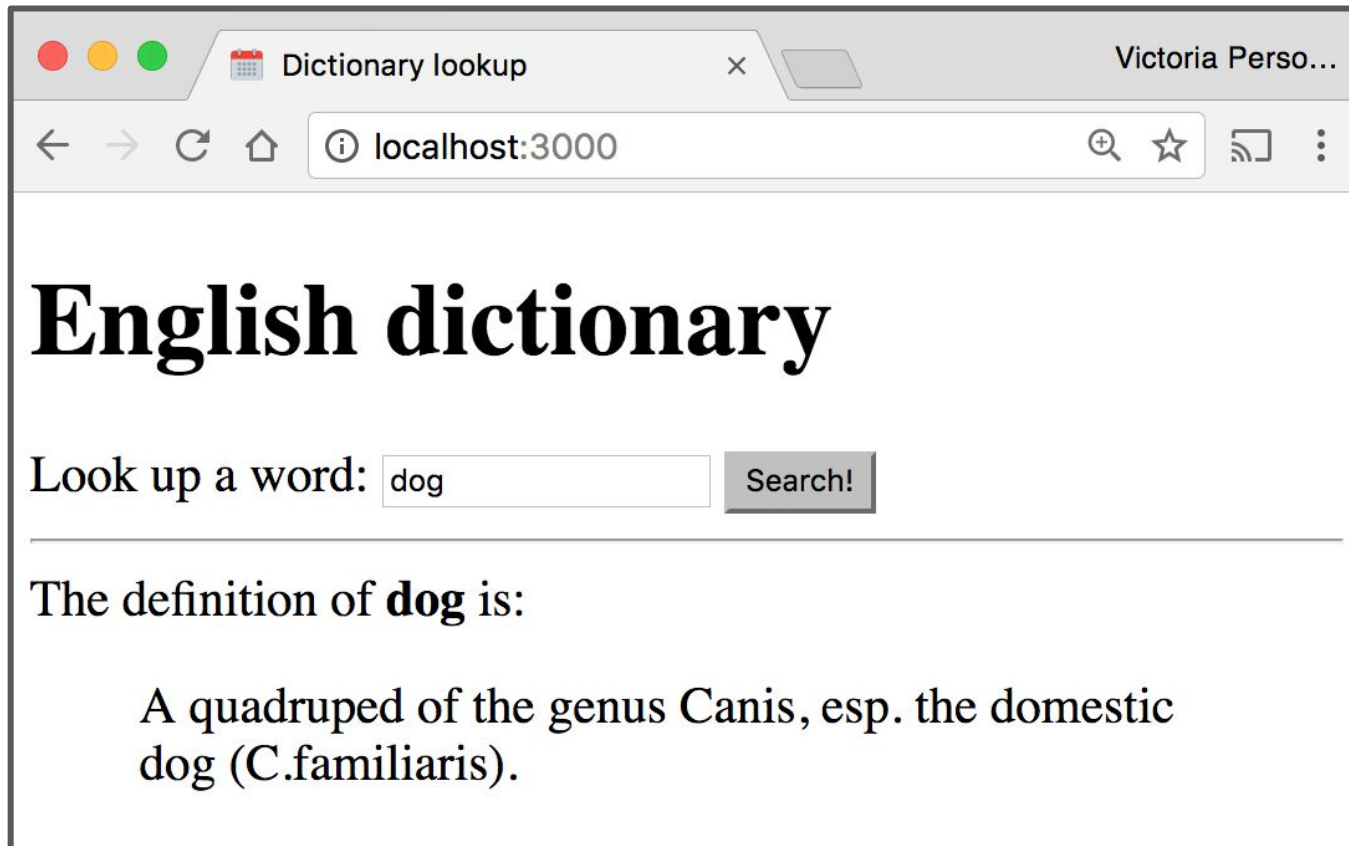 Dictionary lookup
Victoria Perso...
localhost:3000
English dictionary
Look up a word: dog Search!
The definition of dog is:
A quadruped of the genus Canis, esp. the domestic
dog (C.familiaris).